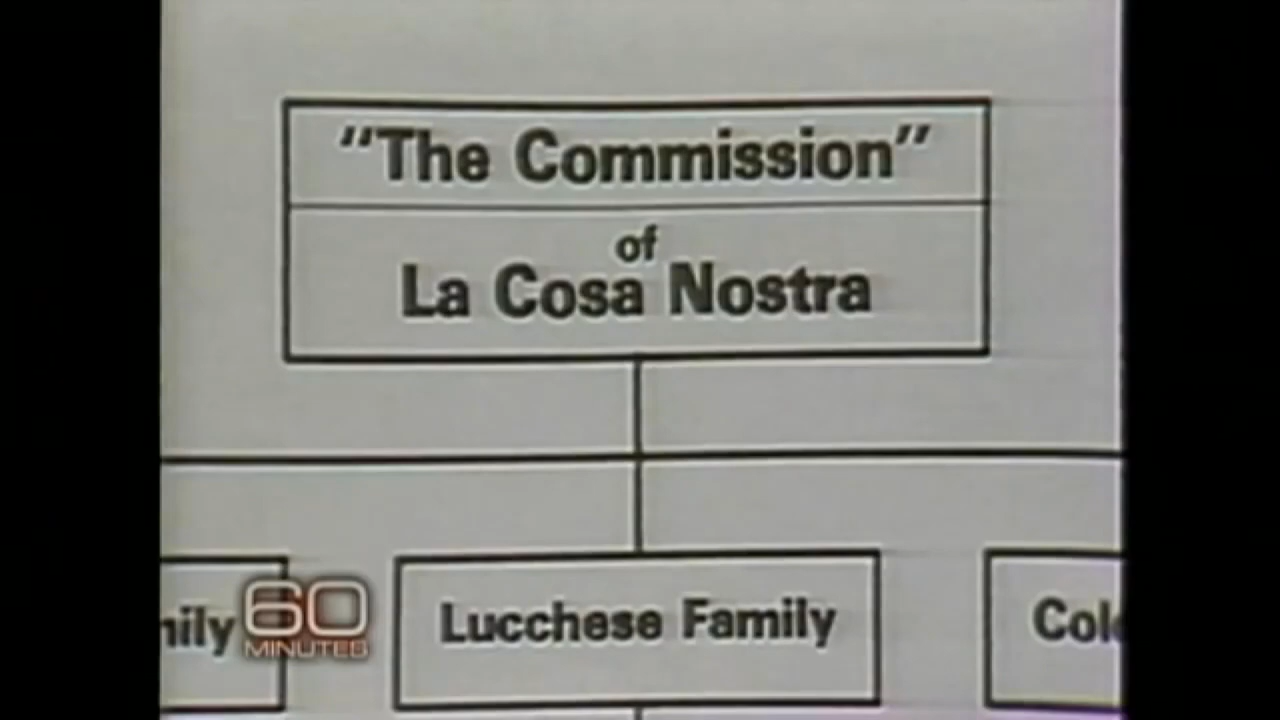 "The Commission"
of
La Cosa Nostra
Lucchese Family
60
MINUTES